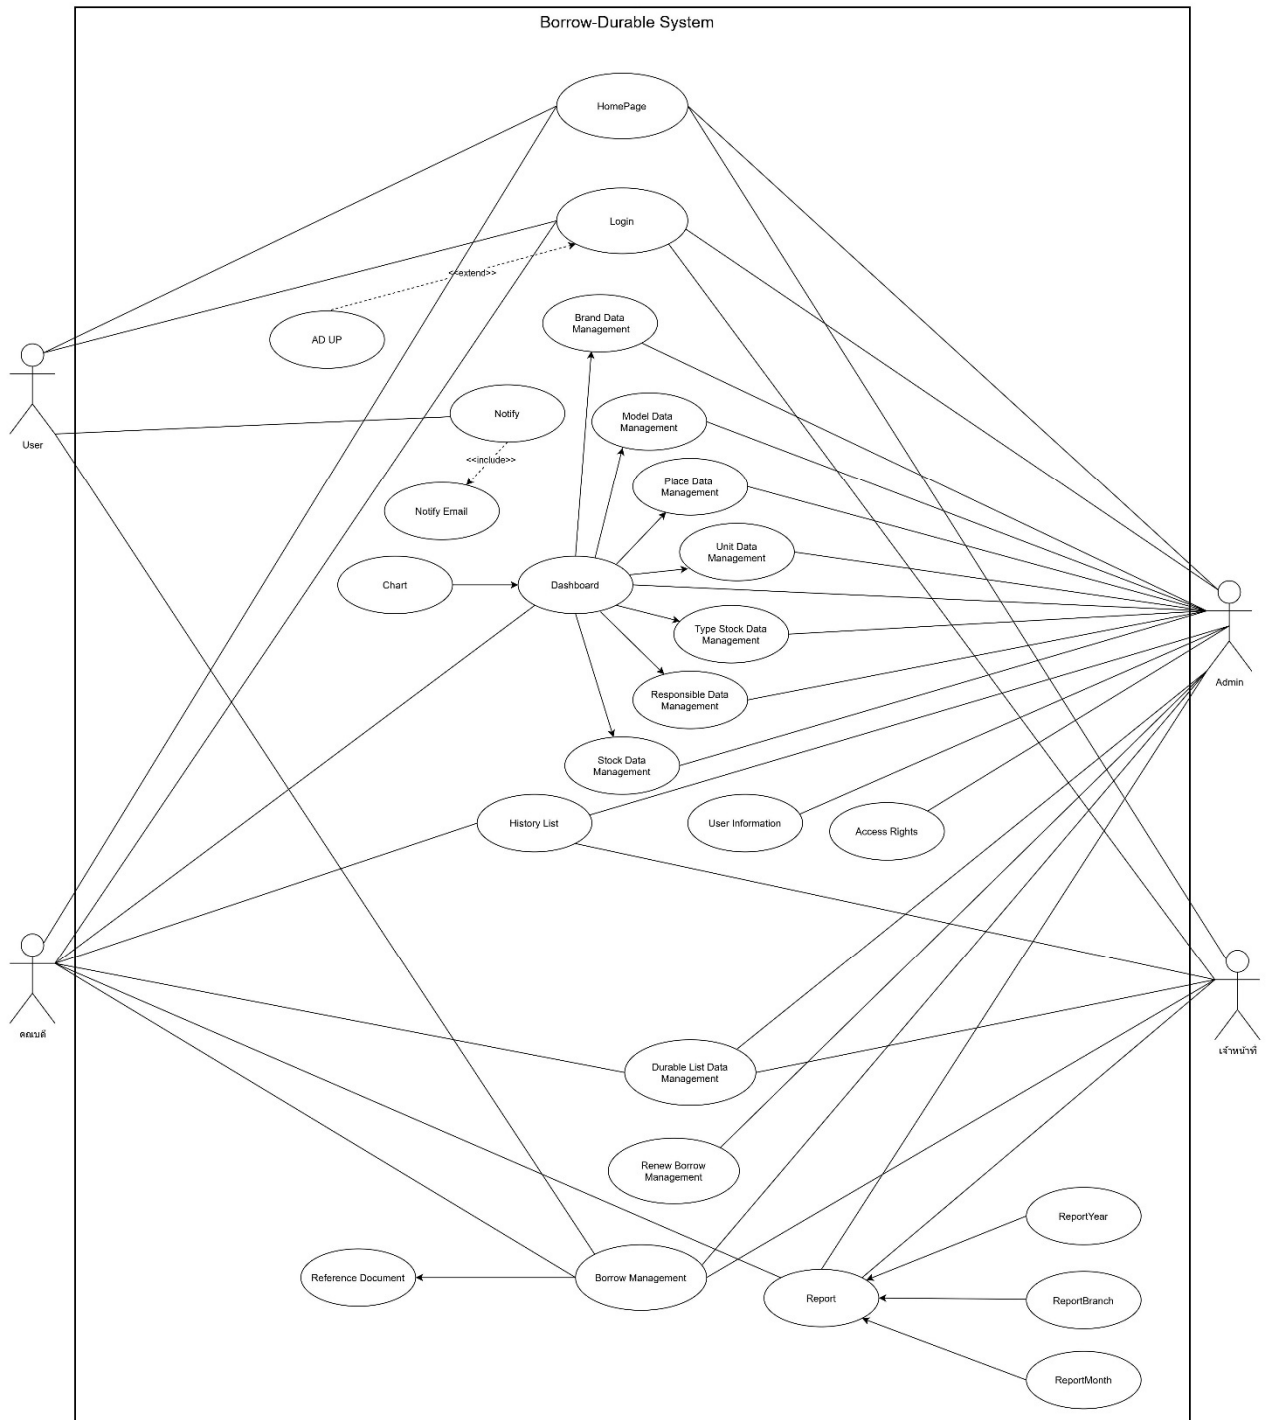 Borrow-Durable System
HomePage
Login
<<extend>>
AD UP
Brand Data
Management
User
Notify
<<include>>
Notify Email
Model Data
Management
Place Data
Management
Unit Data
Management
Chart
Dashboard
Type Stock Data
Management
Responsible Data
Management
Stock Data
Management
Admin
History List
User Information
Access Rights
คณบดี
เจ้าหน้าที่
Durable List Data
Management
Renew Borrow
Management
Reference Document
Borrow Management
Report
ReportYear
ReportBranch
ReportMonth